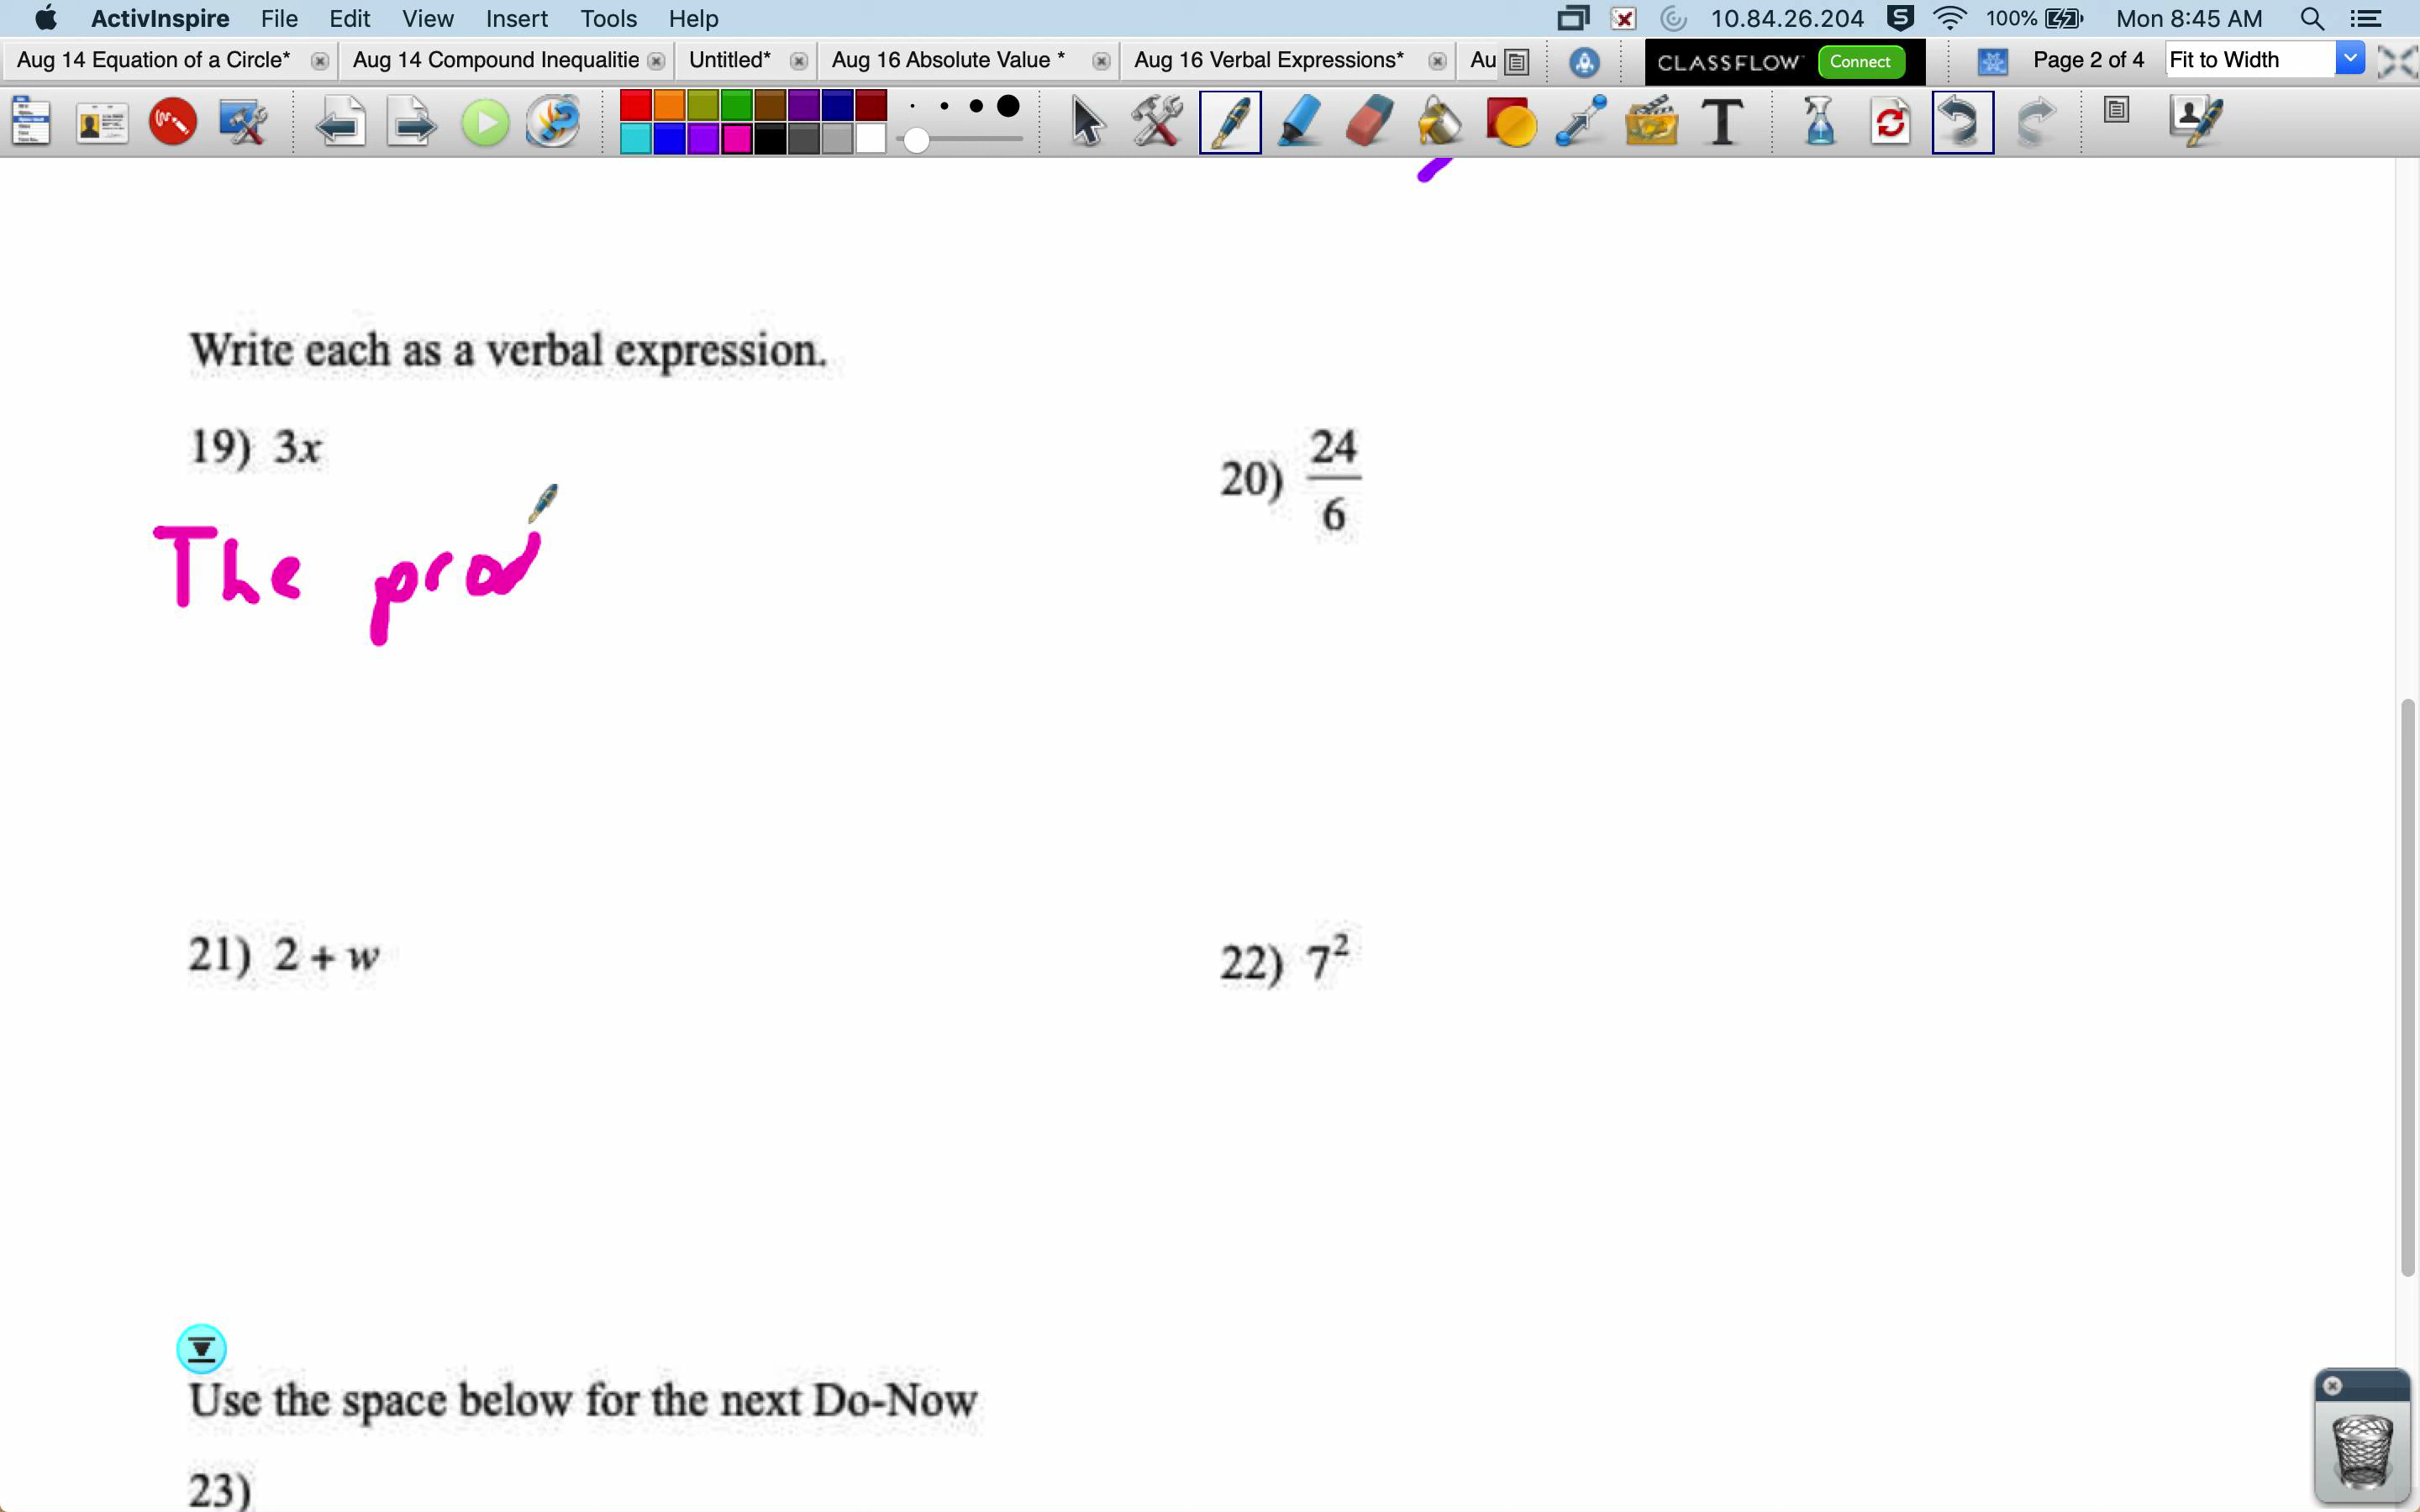 ActivInspire File Edit View Insert Tools Help 10.84.26.204 S 100% Mon 8:45 AM
Aug 14 Equation of a Circle* Aug 14 Compound Inequalitie Untitled* Aug 16 Absolute Value * Aug 16 Verbal Expressions* Au CLASSFLOW Connect Page 2 of 4 Fit to Width
T
Write each as a verbal expression.
19) 3x
20) 24/6
The prod
21) 2 + w
22) 7²
Use the space below for the next Do-Now
23)